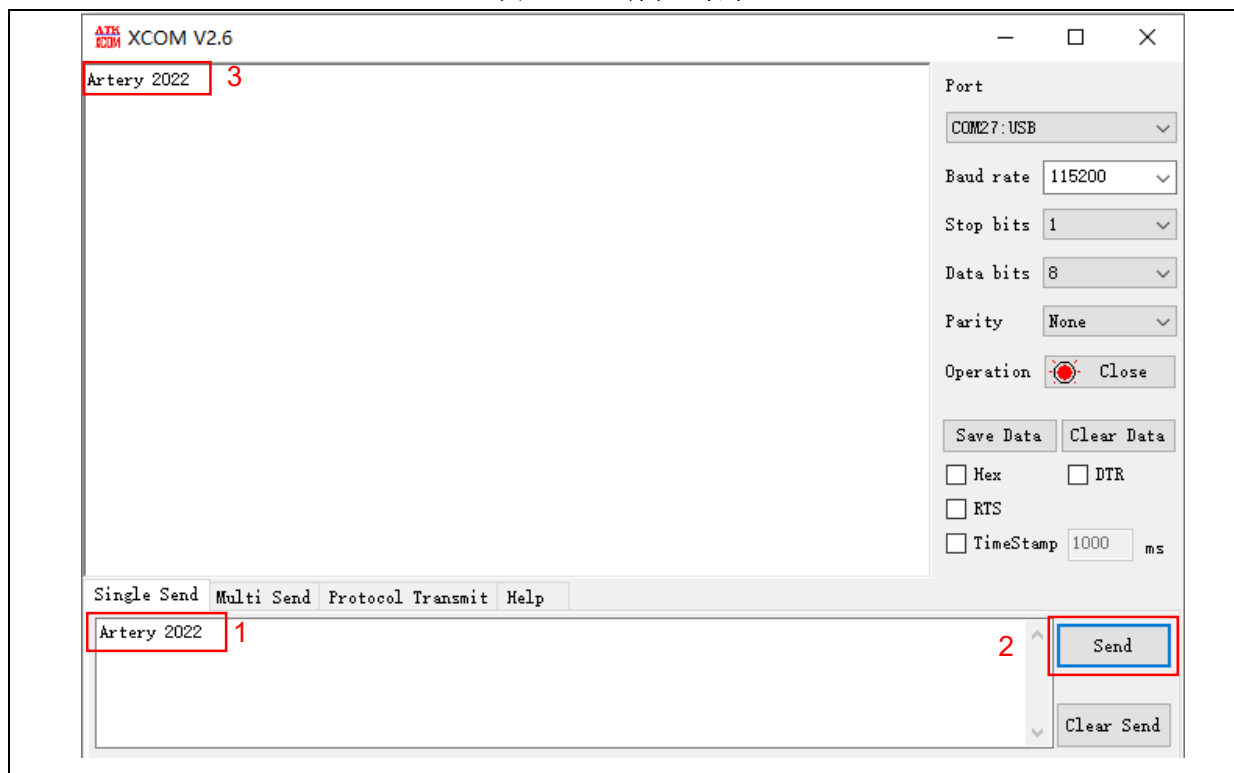 ATK
XCOM
XCOM V2.6
Artery 2022
3
Port
COM27:USB
Baud rate 115200
Stop bits 1
Data bits 8
Parity None
Operation Close
Save Data Clear Data
Hex DTR
RTS
TimeStamp 1000 ms
Single Send Multi Send Protocol Transmit Help
Artery 2022
1
2
Send
Clear Send